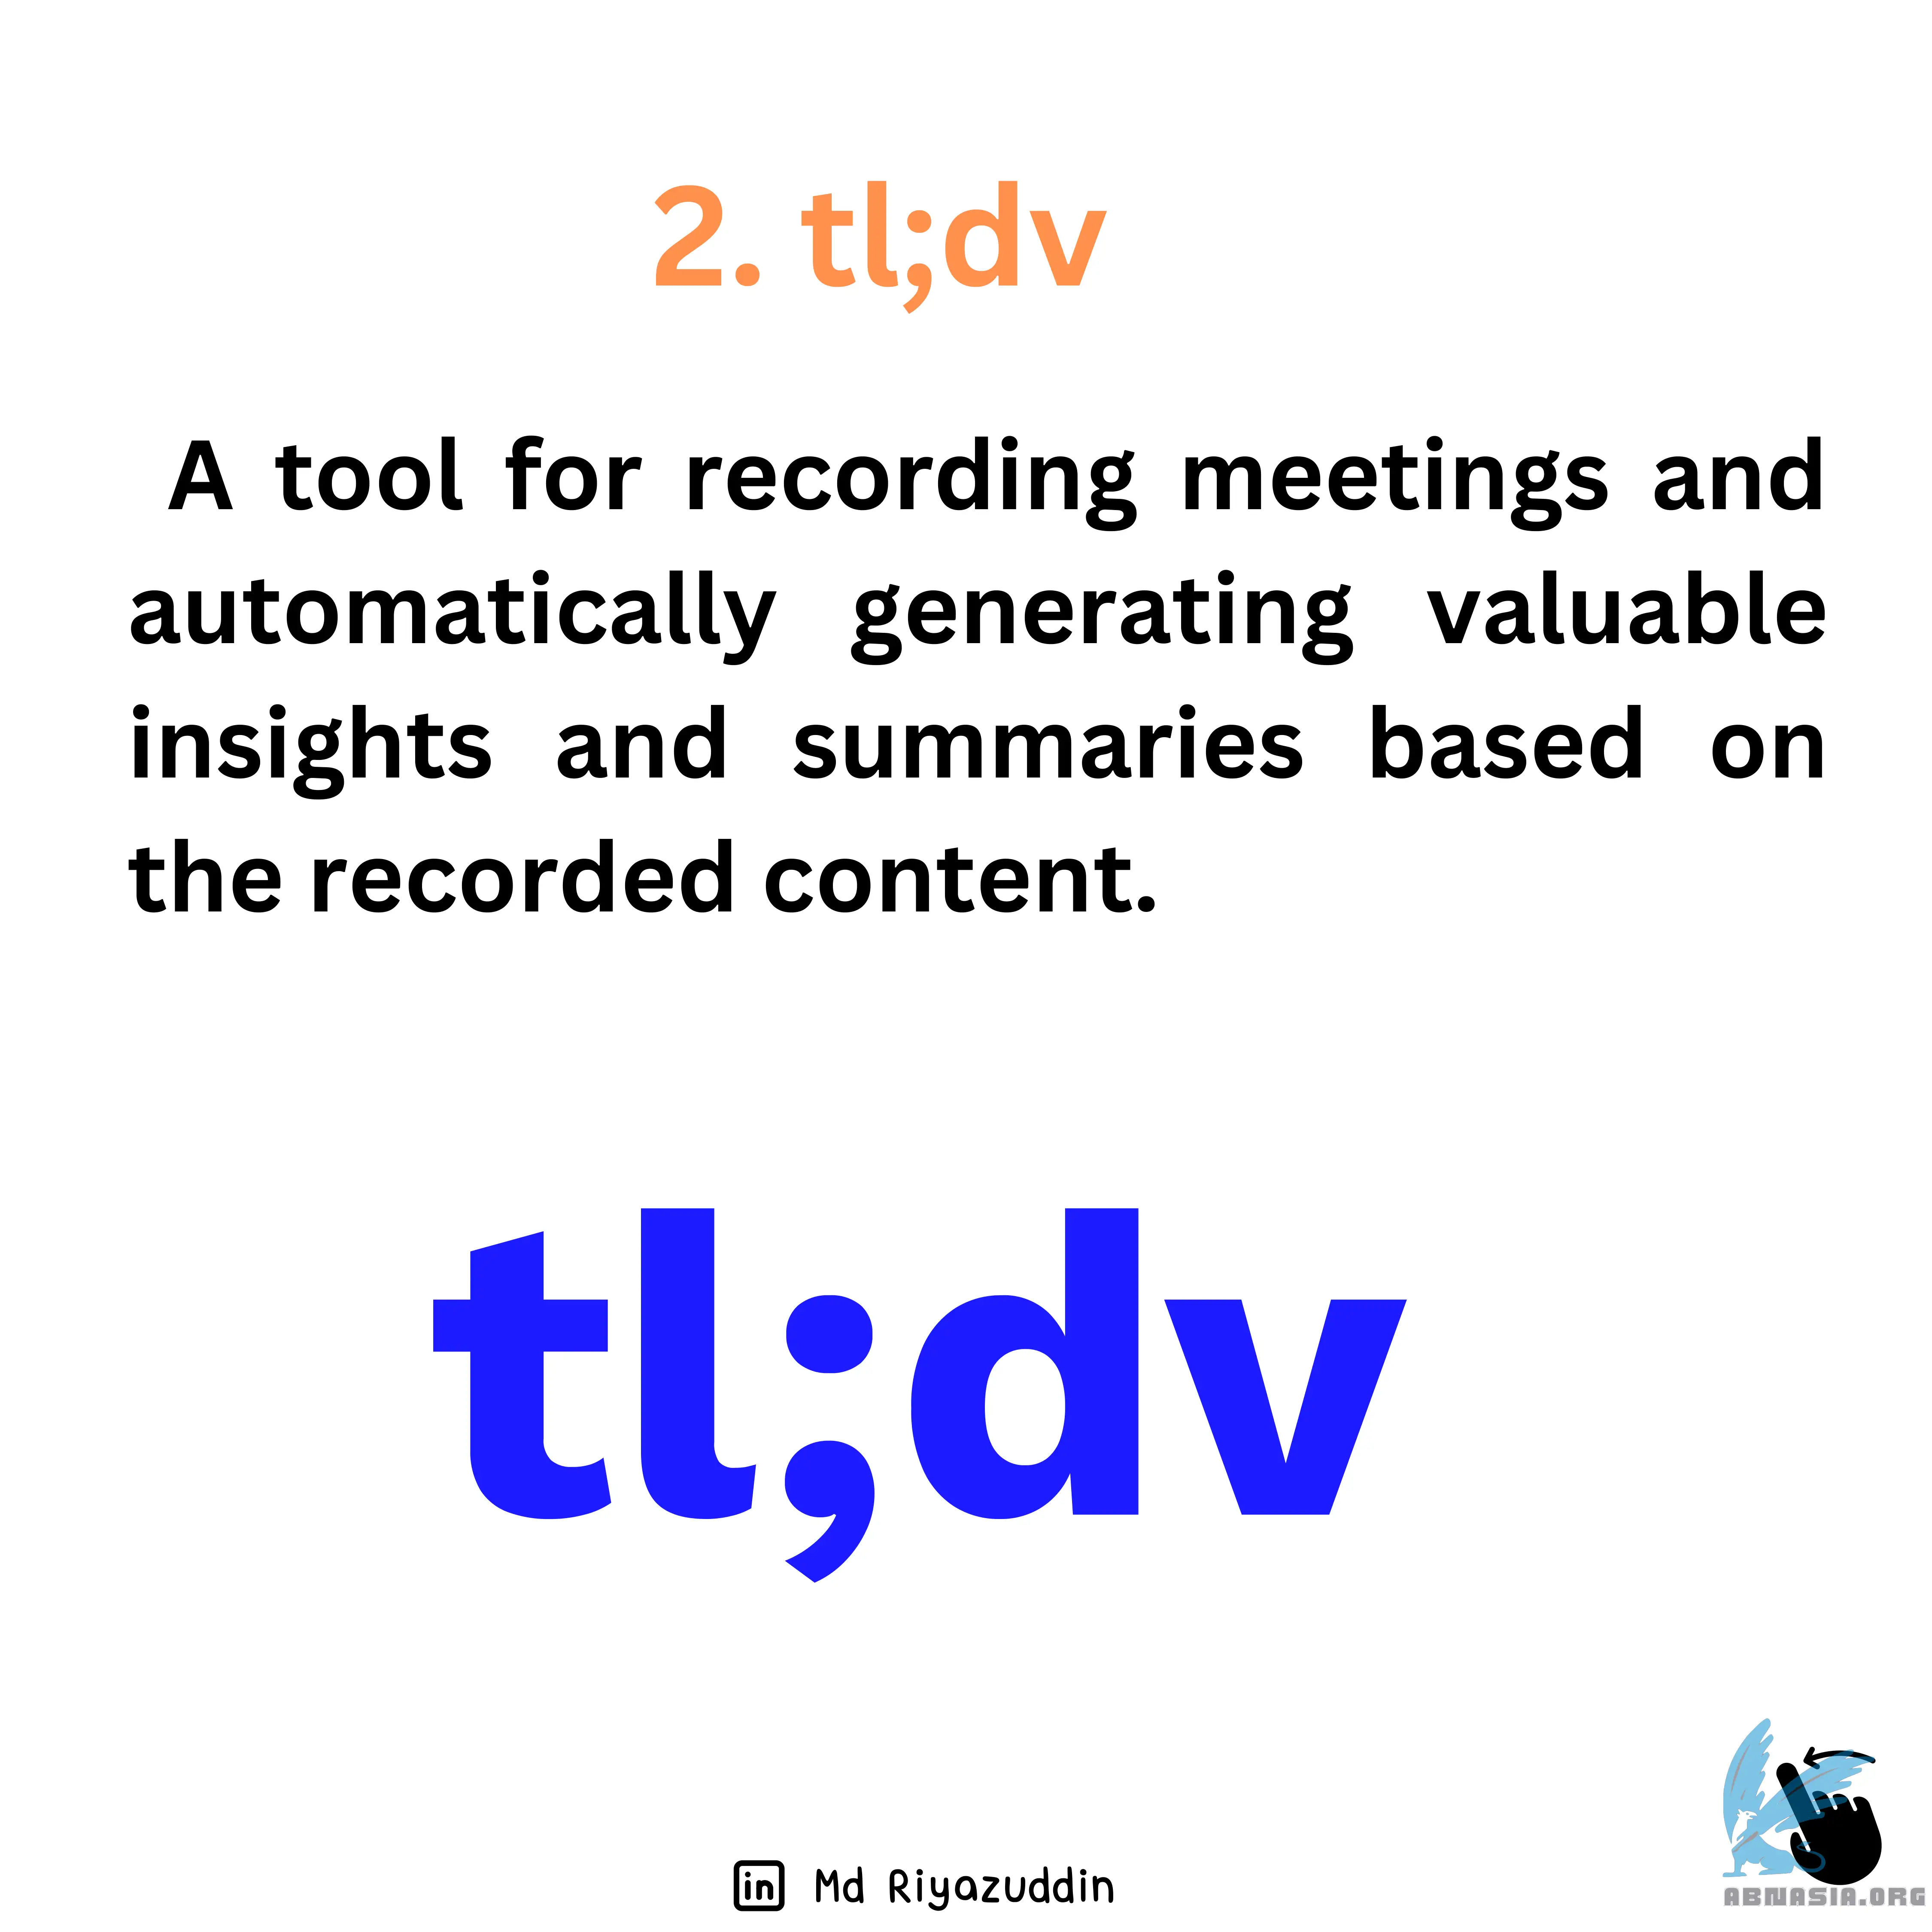 2. tl;dv
A tool for recording meetings and
automatically generating valuable
insights and summaries based on
the recorded content.
tl;dv
in Md Riyazuddin
ABNASIA.ORG